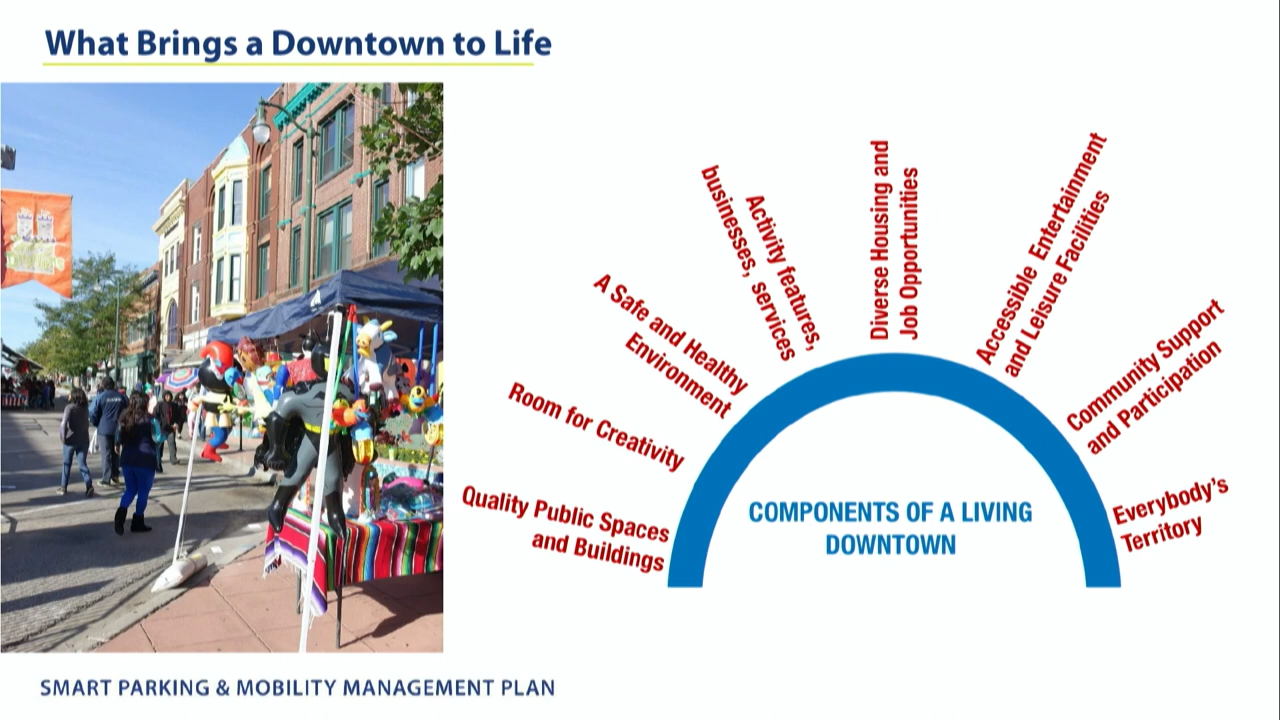 What Brings a Downtown to Life
Quality Public Spaces
and Buildings
Room for Creativity
A Safe and Healthy
Environment
Activity features,
businesses, services
Diverse Housing and
Job Opportunities
Accessible Entertainment
and Leisure Facilities
Community Support
and Participation
Everybody's
Territory
COMPONENTS OF A LIVING
DOWNTOWN
SMART PARKING & MOBILITY MANAGEMENT PLAN